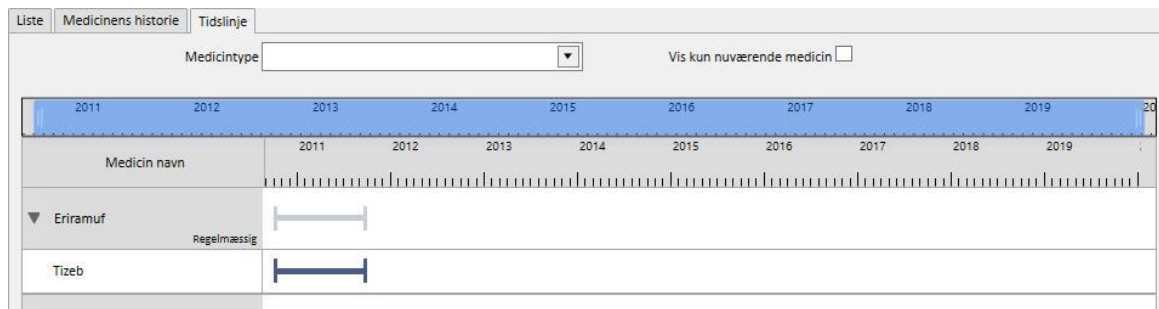 Liste Medicinens historie Tidslinje
Medicintype Vis kun nuværende medicin
2011 2012 2013 2014 2015 2016 2017 2018 2019 20
Medicin navn 2011 2012 2013 2014 2015 2016 2017 2018 2019
Eriramuf
Regelmæssig
Tizeb